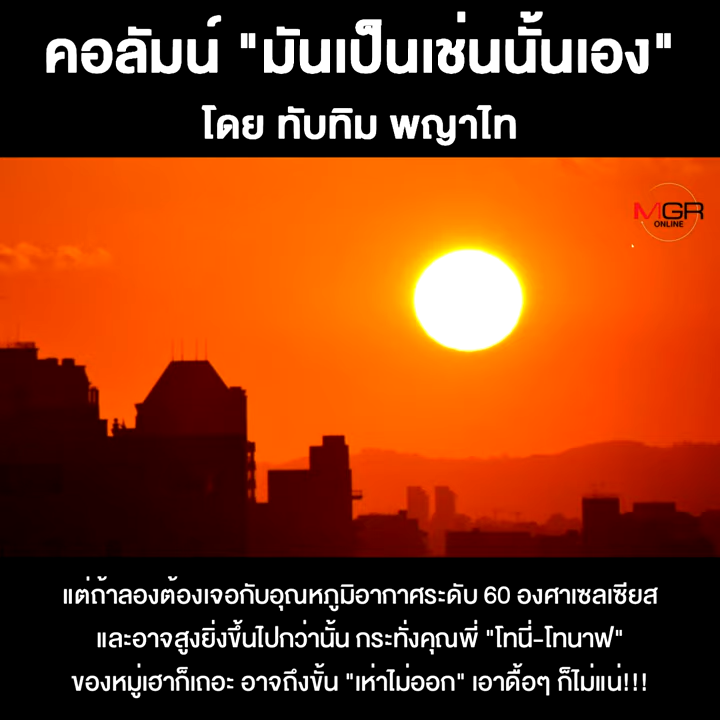 คอลัมน์ "มันเป็นเช่นนั้นเอง"
โดย ทับทิม พญาไท
MGR
ONLINE
แต่ถ้าลองต้องเจอกับอุณหภูมิอากาศระดับ 60 องศาเซลเซียส
และอาจสูงยิ่งขึ้นไปกว่านั้น กระทั่งคุณพี่ "โทนี่-โทนาฟ"
ของหมู่เฮาก็เถอะ อาจถึงขั้น "เห่าไม่ออก" เอาดื้อๆ ก็ไม่แน่!!!